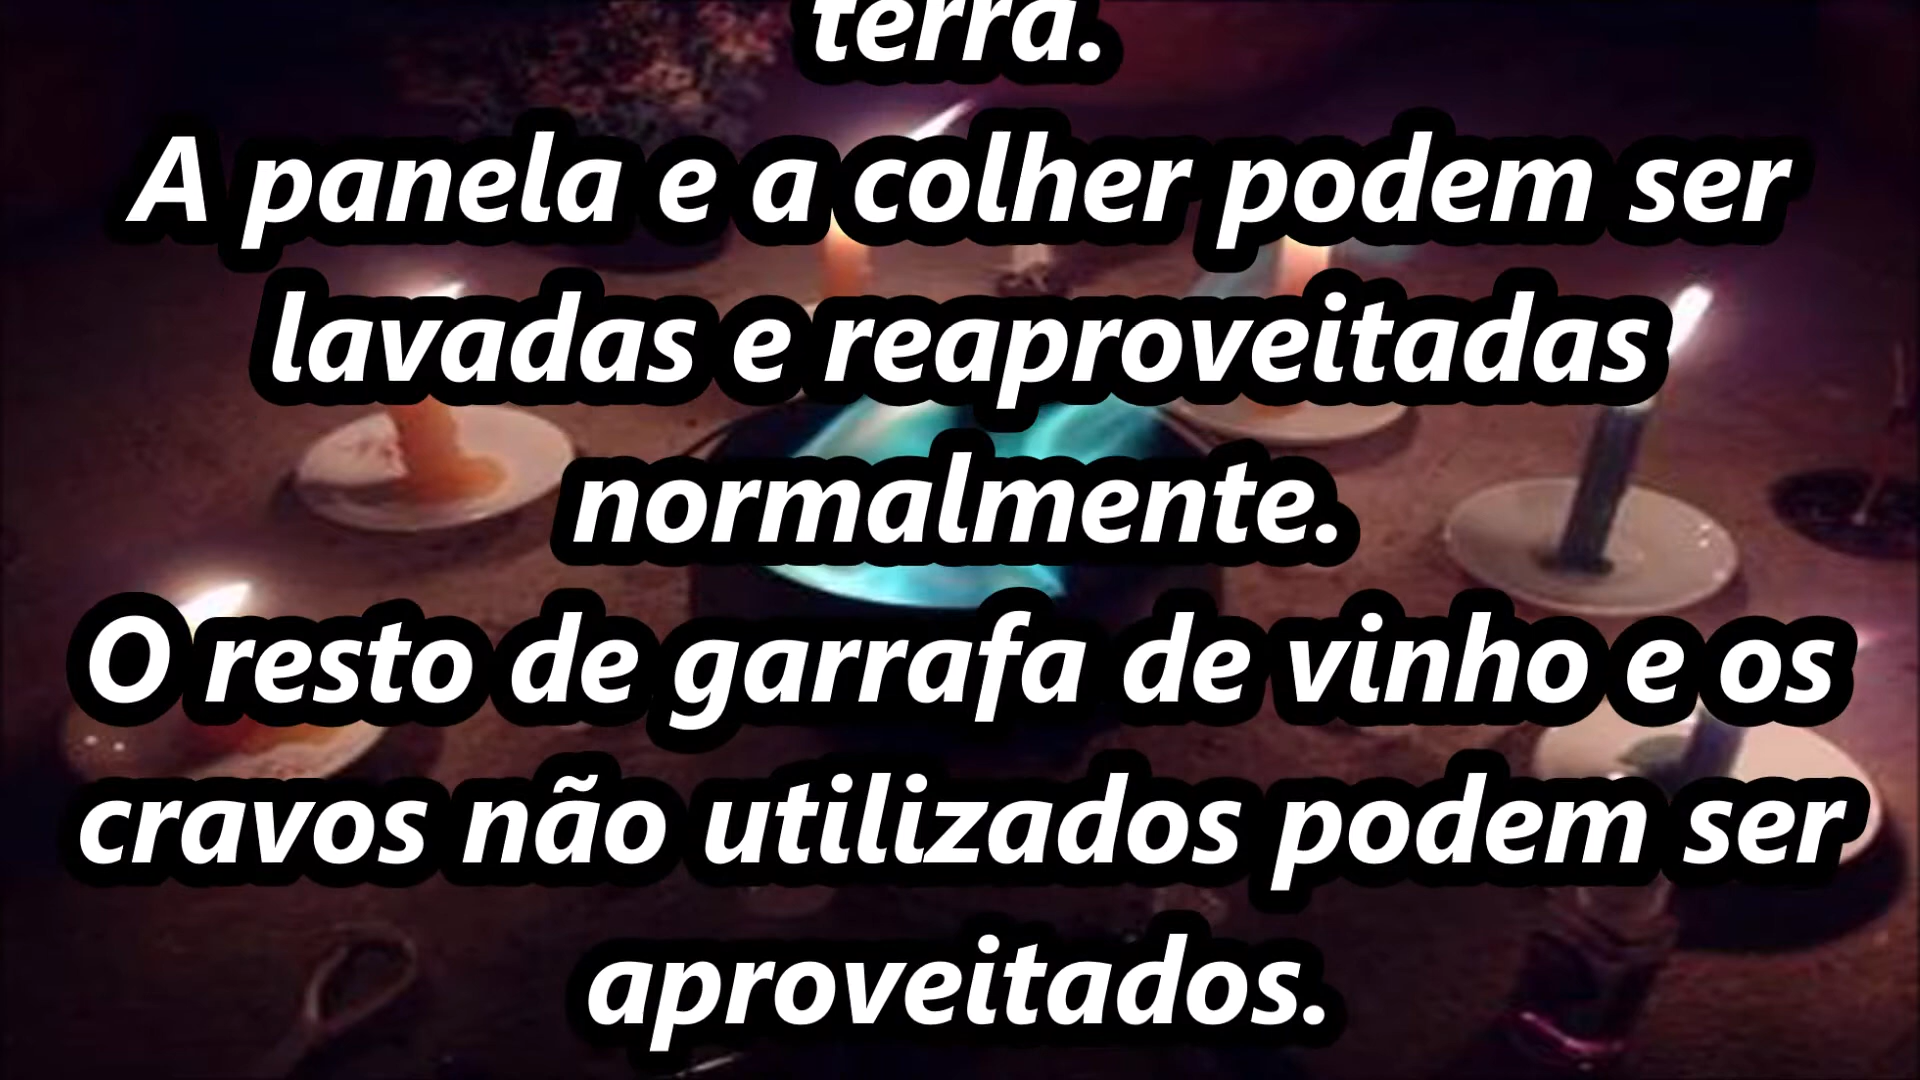 terra.
A panela e a colher podem ser
lavadas e reaproveitadas
normalmente.
O resto de garrafa de vinho e os
cravos não utilizados podem ser
aproveitados.